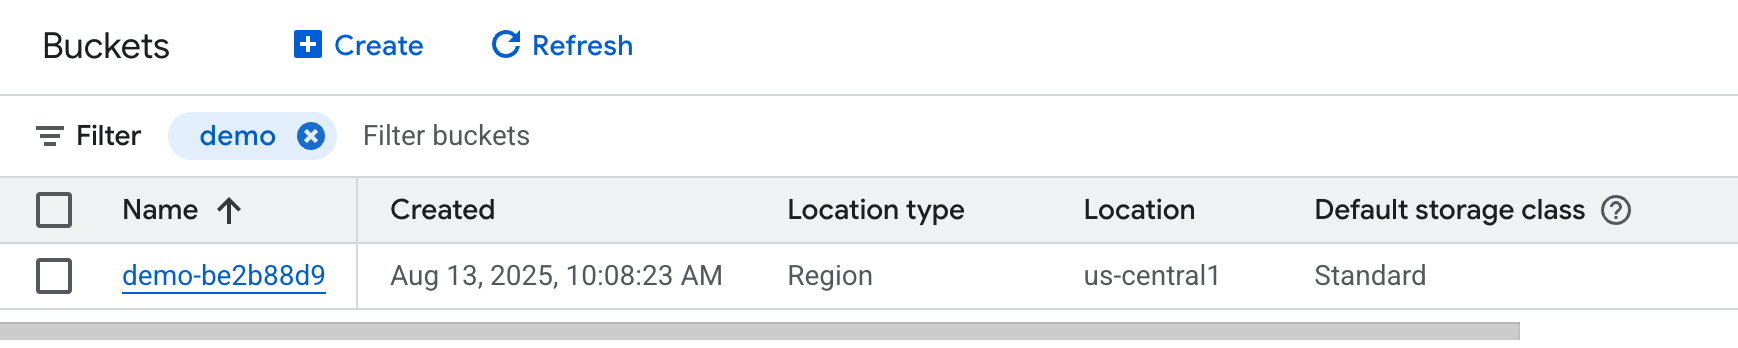 Buckets Create Refresh
Filter demo Filter buckets
Name Created Location type Location Default storage class
demo-be2b88d9 Aug 13, 2025, 10:08:23 AM Region us-central1 Standard